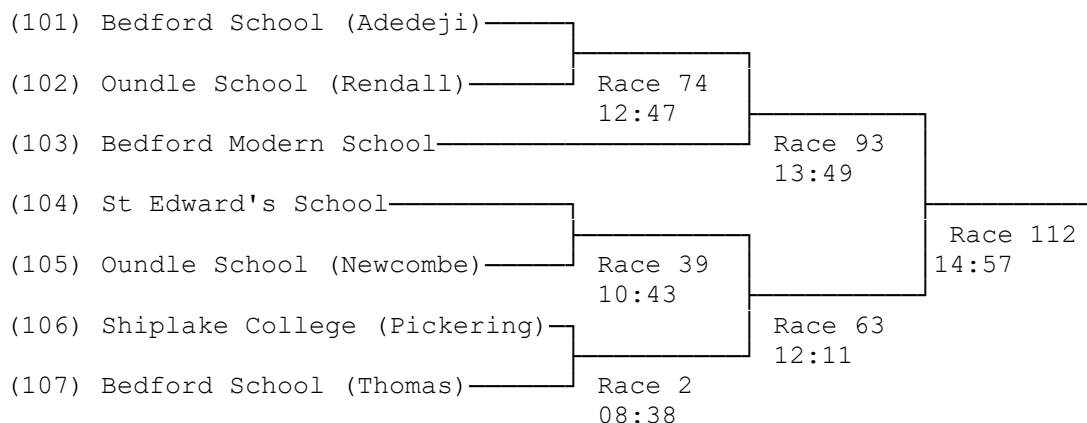 (101) Bedford School (Adedeji)
(102) Oundle School (Rendall)
Race 74
12:47
(103) Bedford Modern School
Race 93
13:49
(104) St Edward's School
Race 112
(105) Oundle School (Newcombe)
Race 39
14:57
10:43
(106) Shiplake College (Pickering)
Race 63
12:11
(107) Bedford School (Thomas)
Race 2
08:38